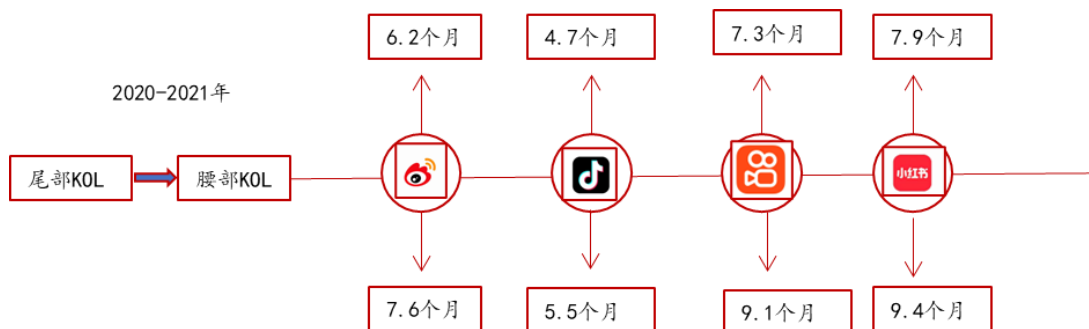 6.2个月
4.7个月
7.3个月
7.9个月
2020-2021年
尾部KOL
腰部KOL
小红书
7.6个月
5.5个月
9.1个月
9.4个月